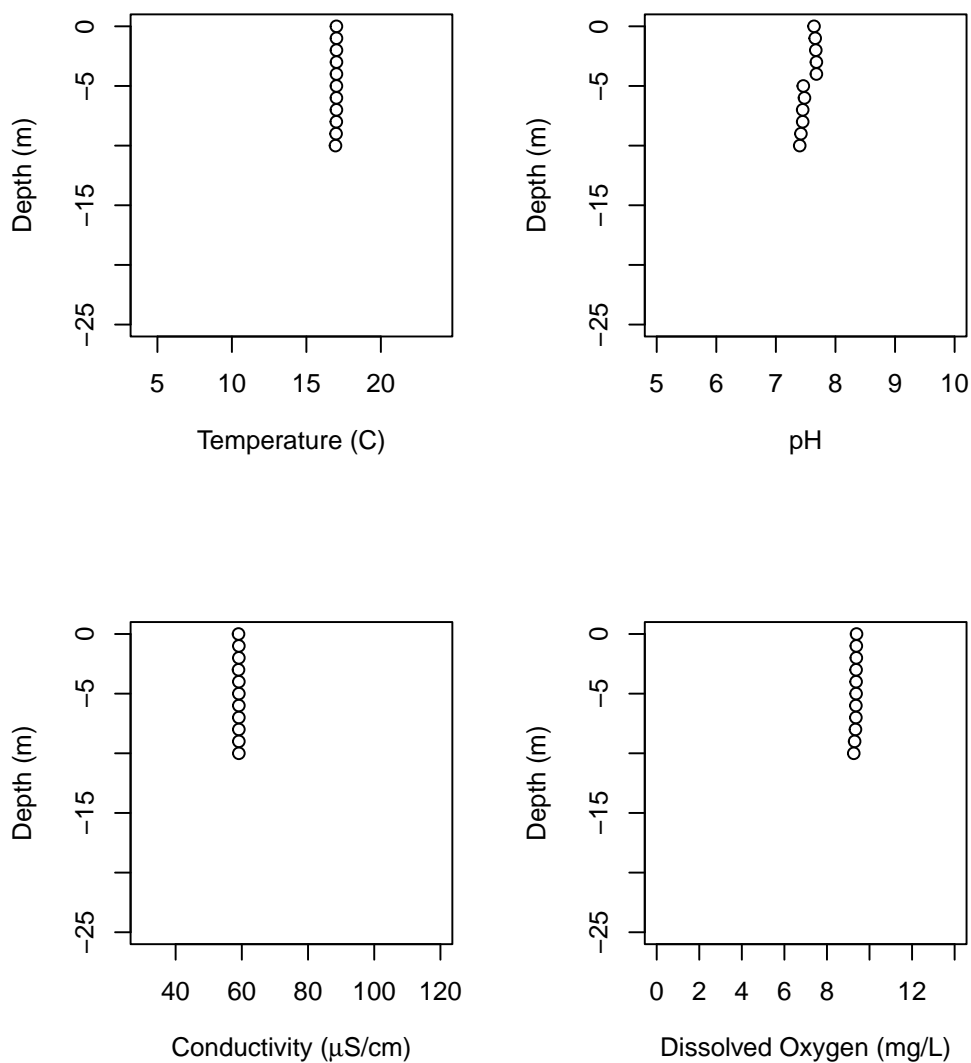 0
−5
−15
−25
Depth (m)
5 10 15 20
Temperature (C)
0
−5
−15
−25
Depth (m)
5 6 7 8 9 10
pH
0
−5
−15
−25
Depth (m)
40 60 80 100 120
Conductivity (μS/cm)
0
−5
−15
−25
Depth (m)
0 2 4 6 8 12
Dissolved Oxygen (mg/L)